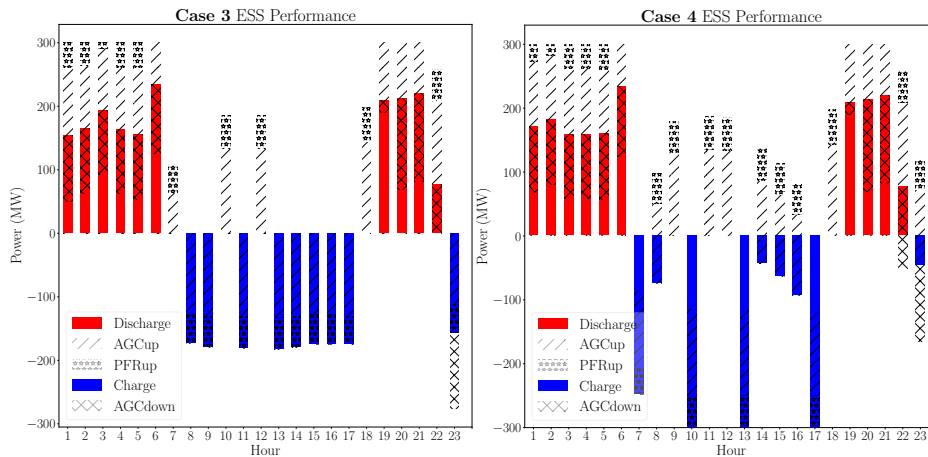 Case 3 ESS Performance
Power (MW)
300
200
100
0
−100
−200
−300
Discharge
AGCup
PFRup
Charge
AGCdown
1 2 3 4 5 6 7 8 9 10 11 12 13 14 15 16 17 18 19 20 21 22 23
Hour
Case 4 ESS Performance
Power (MW)
300
200
100
0
−100
−200
−300
Discharge
AGCup
PFRup
Charge
AGCdown
1 2 3 4 5 6 7 8 9 10 11 12 13 14 15 16 17 18 19 20 21 22 23
Hour